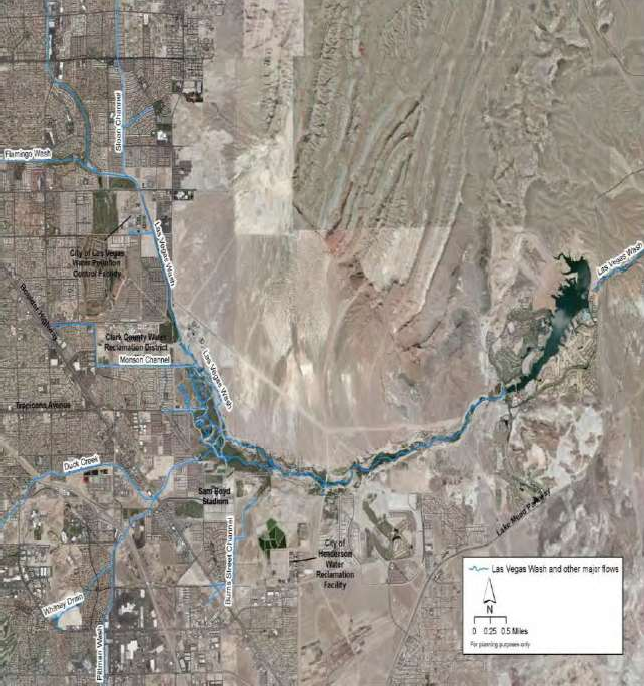 Sloan Channel
Flamingo Wash
Las Vegas Wash
City of Las Vegas
Water Pollution
Control Facility
Las Vegas Wash
Boulder Highway
Clark County Water
Reclamation District
Monson Channel
Las Vegas Wash
Tropicana Avenue
Duck Creek
Sam Boyd
Stadium
Lake Mead Parkway
Burns Street Channel
City of
Henderson
Water
Reclamation
Facility
Whitney Drain
Pittman Wash
Las Vegas Wash and other major flows
N
0 0.25 0.5 Miles
For planning purposes only